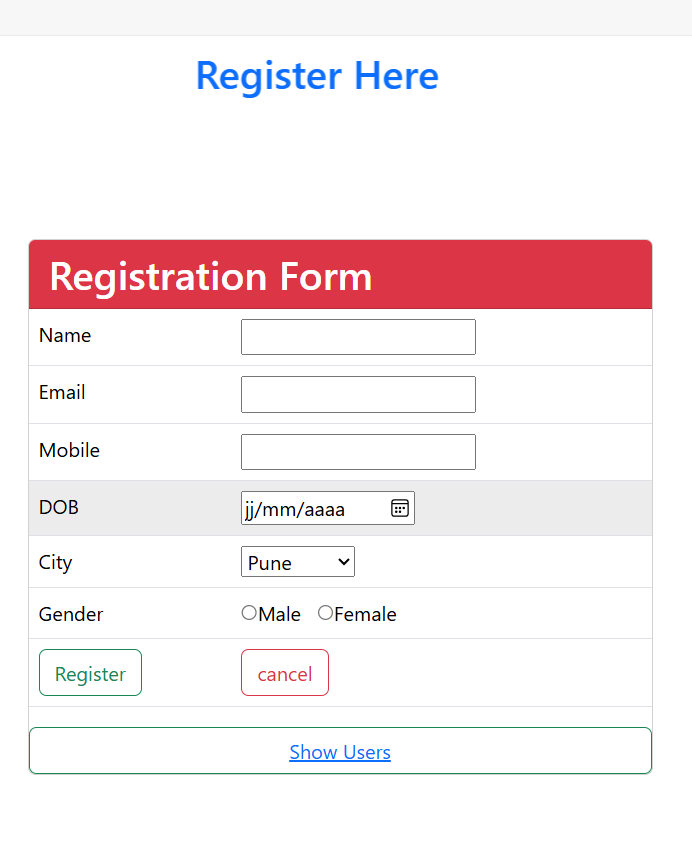 Register Here
Registration Form
Name
Email
Mobile
DOB jj/mm/aaaa
City Pune
Gender Male Female
Register cancel
Show Users